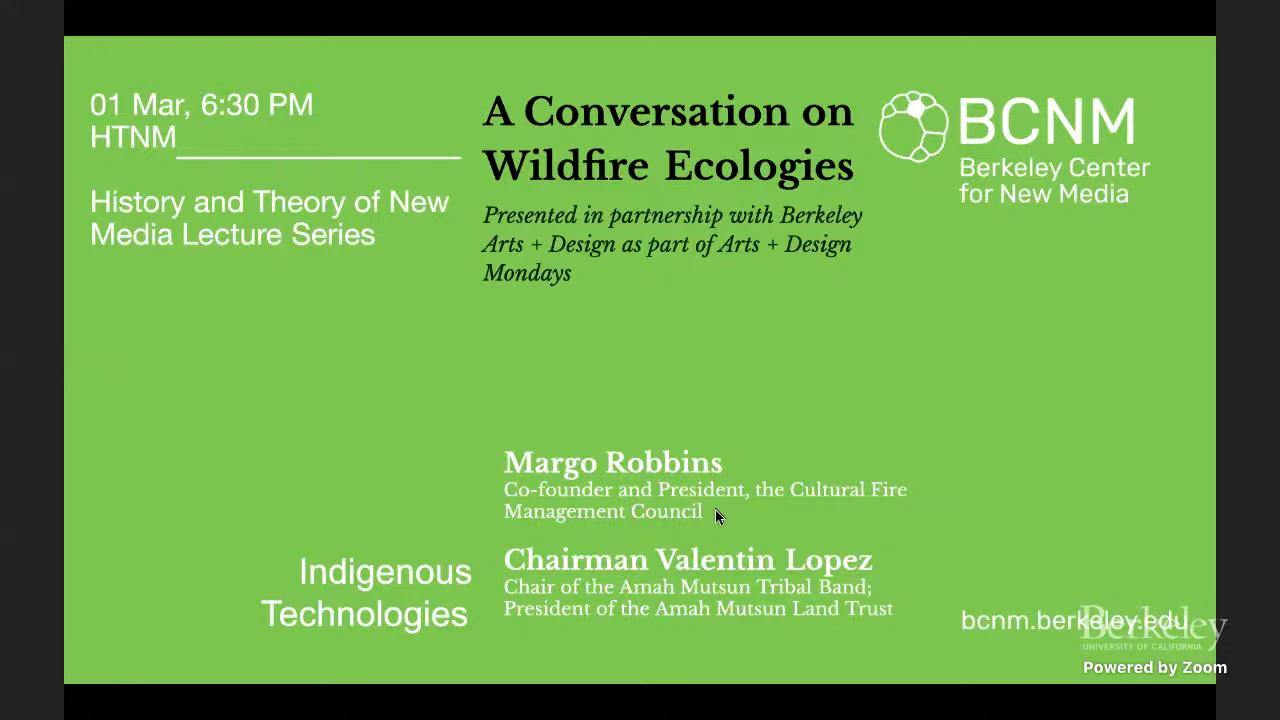 01 Mar, 6:30 PM
HTNM
History and Theory of New
Media Lecture Series
A Conversation on
Wildfire Ecologies
Presented in partnership with Berkeley
Arts + Design as part of Arts + Design
Mondays
BCNM
Berkeley Center
for New Media
Margo Robbins
Co-founder and President, the Cultural Fire
Management Council
Chairman Valentin Lopez
Chair of the Amah Mutsun Tribal Band;
President of the Amah Mutsun Land Trust
Indigenous
Technologies
bcnm.berkeley.edu
Berkeley
UNIVERSITY OF CALIFORNIA
Powered by Zoom